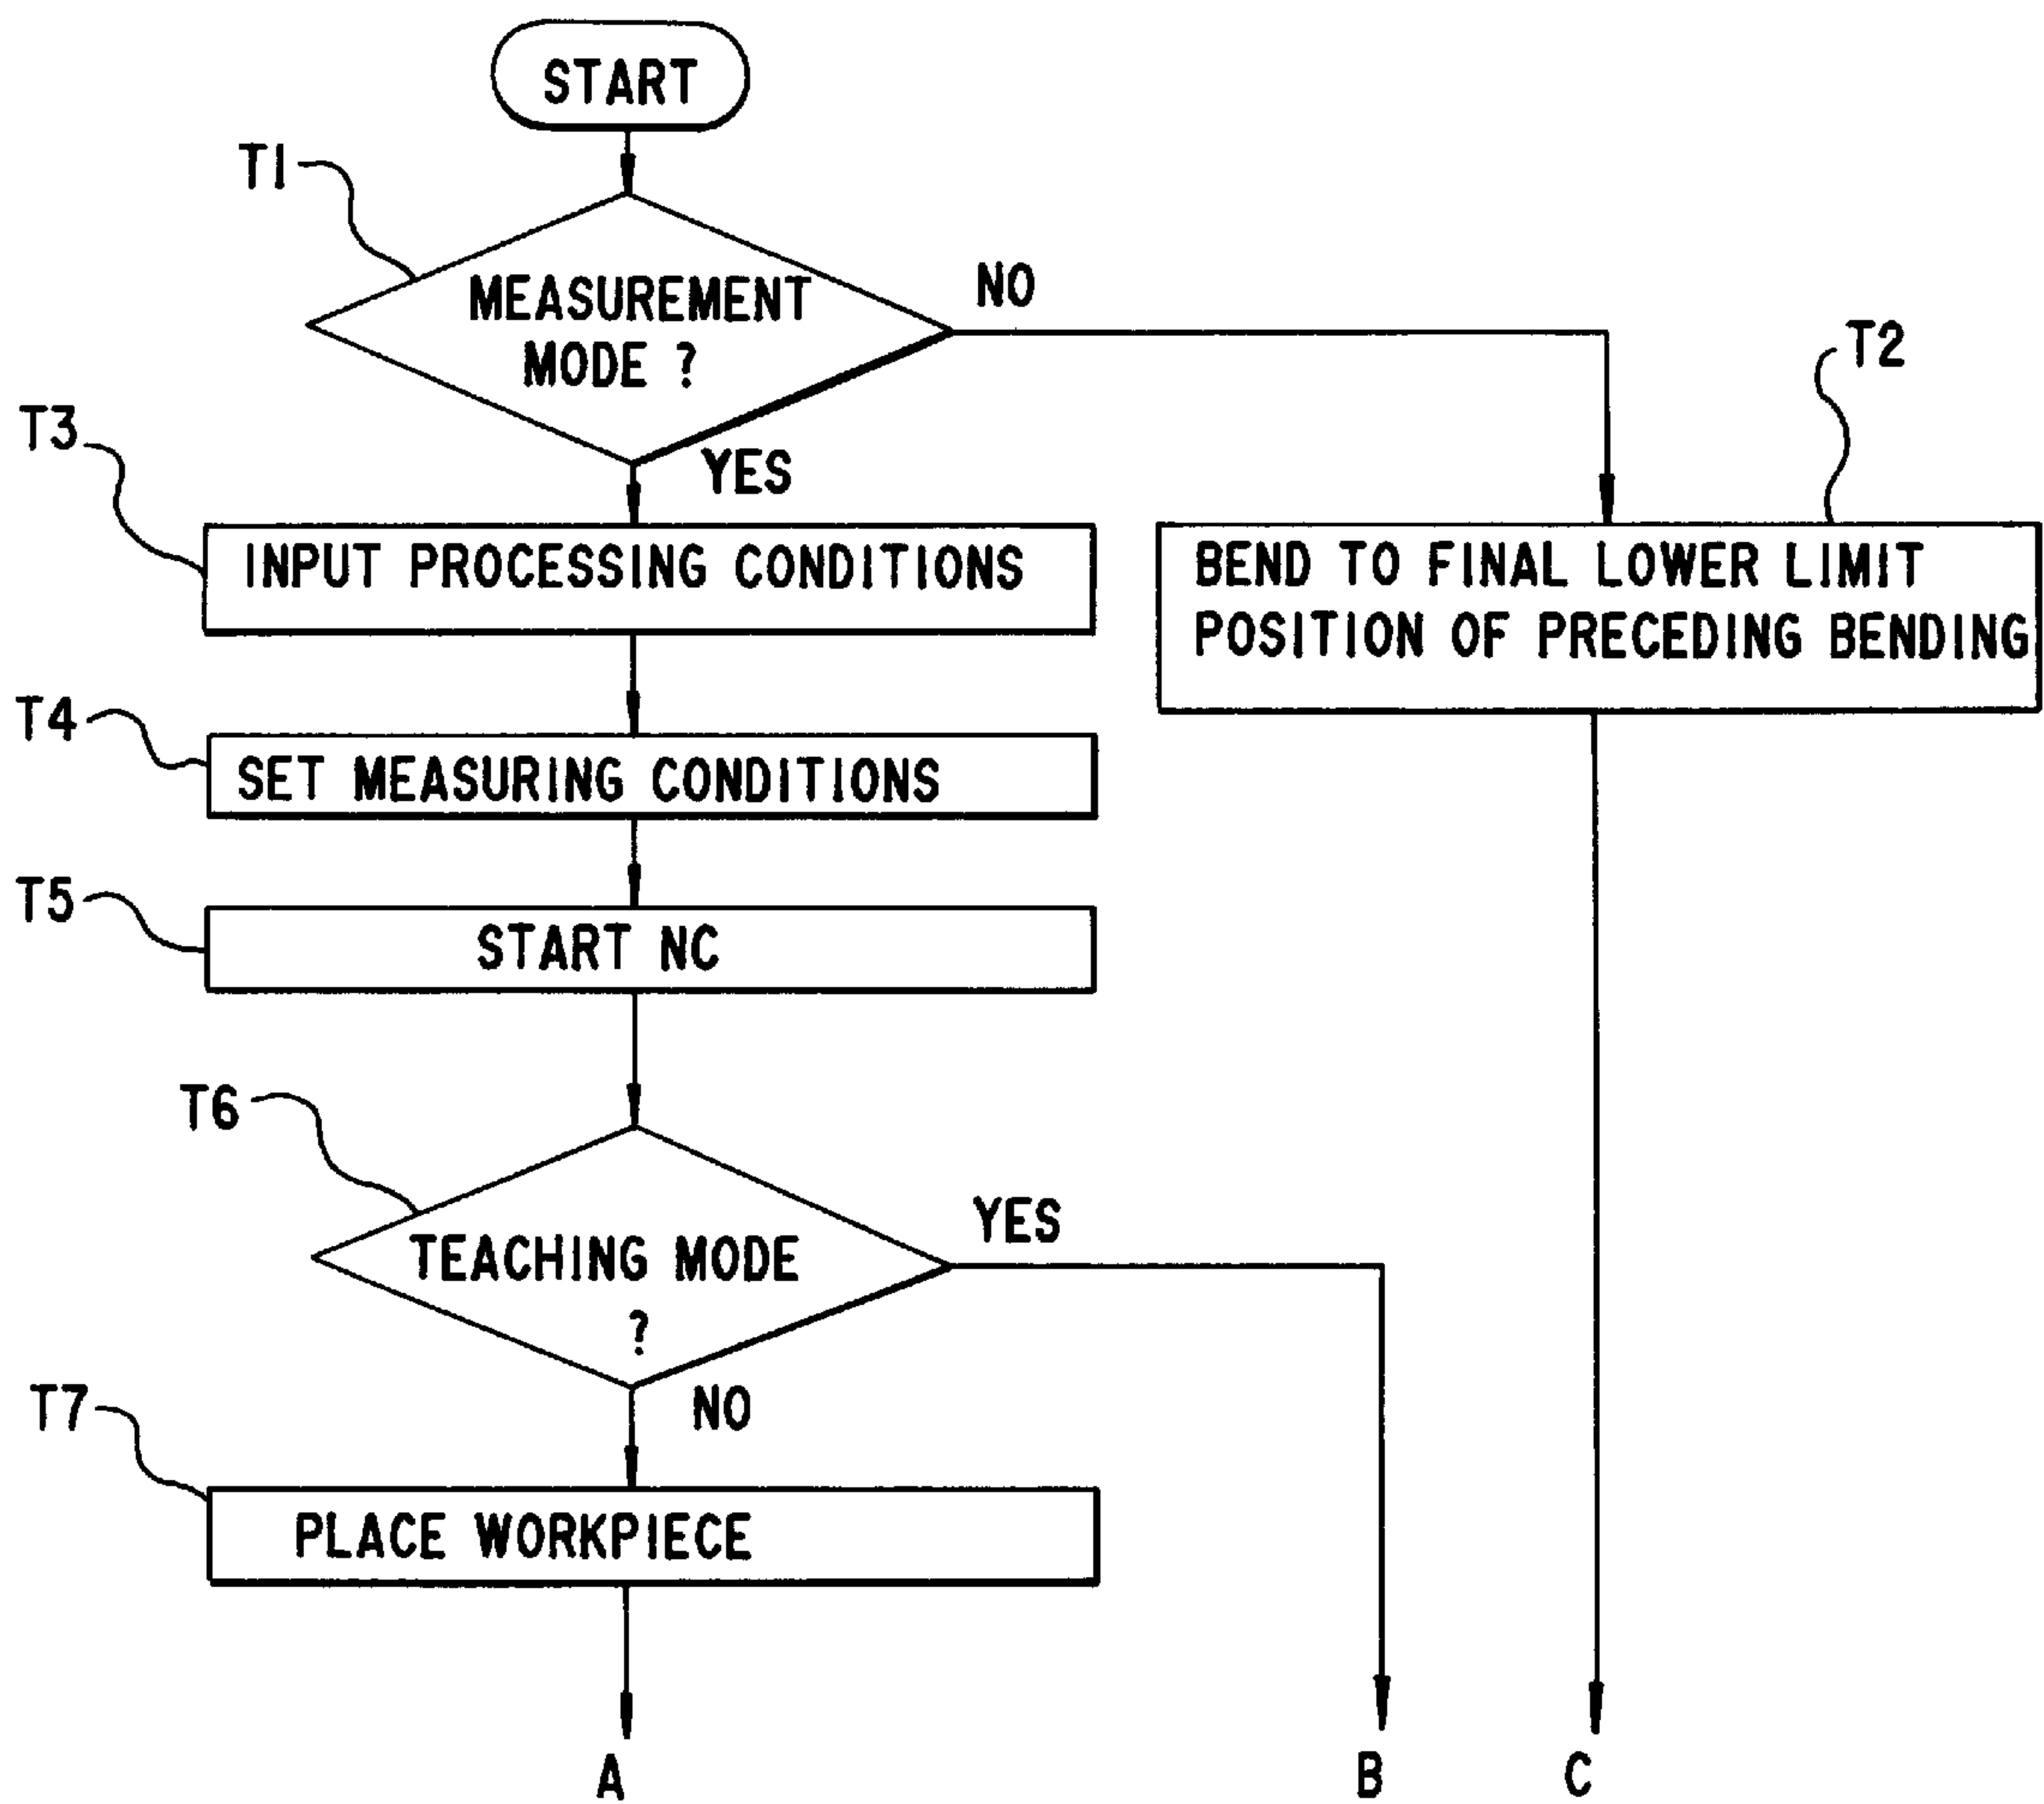 START
T1
MEASUREMENT
MODE ?
NO
T2
YES
T3
INPUT PROCESSING CONDITIONS
BEND TO FINAL LOWER LIMIT
POSITION OF PRECEDING BENDING
T4
SET MEASURING CONDITIONS
T5
START NC
T6
TEACHING MODE
?
YES
NO
T7
PLACE WORKPIECE
A
B
C